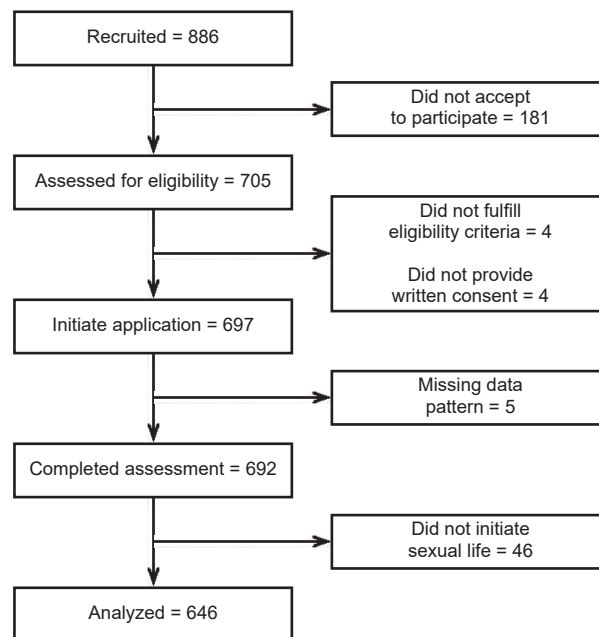 Recruited = 886
Did not accept
to participate = 181
Assessed for eligibility = 705
Did not fulfill
eligibility criteria = 4
Did not provide
written consent = 4
Initiate application = 697
Missing data
pattern = 5
Completed assessment = 692
Did not initiate
sexual life = 46
Analyzed = 646